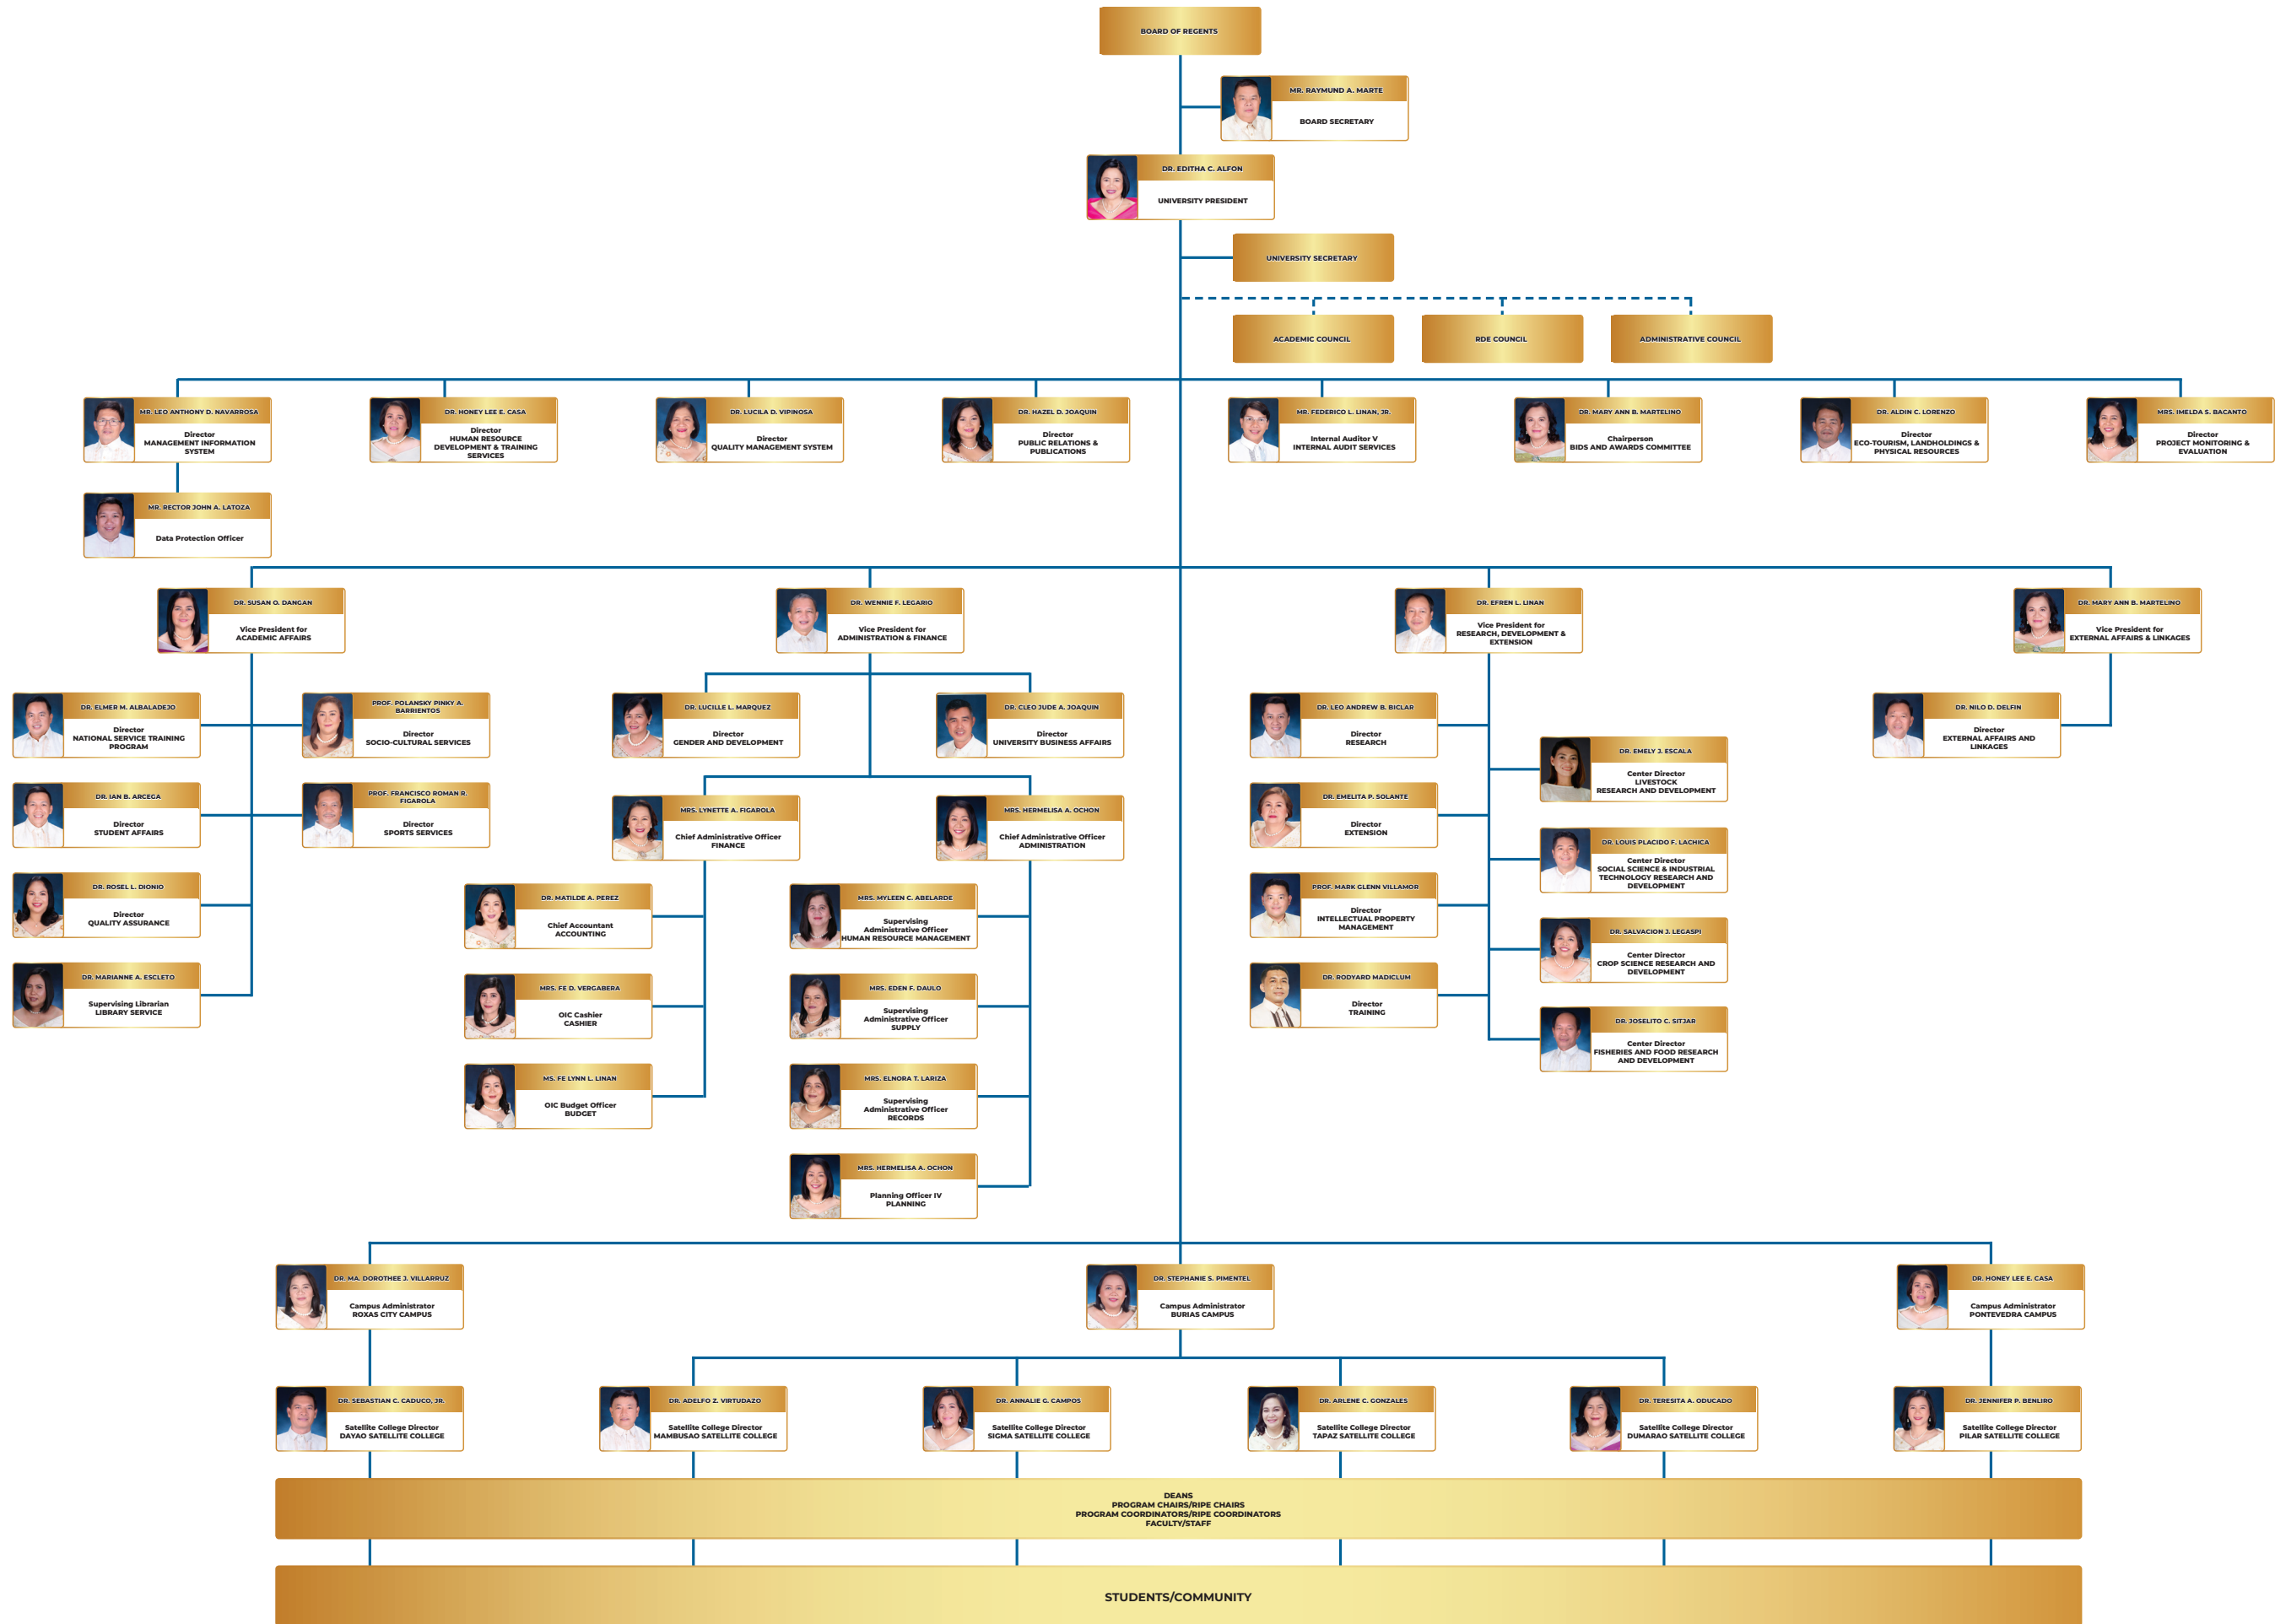 BOARD OF REGENTS
MR. RAYMUND A. MARTE
BOARD SECRETARY
DR. EDITHA C. ALFON
UNIVERSITY PRESIDENT
UNIVERSITY SECRETARY
ACADEMIC COUNCIL
RDE COUNCIL
ADMINISTRATIVE COUNCIL
MR. LEO ANTHONY D. NAVARROSA
Director
MANAGEMENT INFORMATION
SYSTEM
DR. HONEY LEE E. CASA
Director
HUMAN RESOURCE
DEVELOPMENT & TRAINING
SERVICES
DR. LUCILA D. VIPINOSA
Director
QUALITY MANAGEMENT SYSTEM
DR. HAZEL D. JOAQUIN
Director
PUBLIC RELATIONS &
PUBLICATIONS
MR. FEDERICO L. LINAN, JR.
Internal Auditor V
INTERNAL AUDIT SERVICES
DR. MARY ANN B. MARTELINO
Chairperson
BIDS AND AWARDS COMMITTEE
DR. ALDIN C. LORENZO
Director
ECO-TOURISM, LANDHOLDINGS &
PHYSICAL RESOURCES
MRS. IMELDA S. BACANTO
Director
PROJECT MONITORING &
EVALUATION
MR. RECTOR JOHN A. LATOZA
Data Protection Officer
DR. SUSAN O. DANGAN
Vice President for
ACADEMIC AFFAIRS
DR. WENNIE F. LEGARIO
Vice President for
ADMINISTRATION & FINANCE
DR. EFREN L. LINAN
Vice President for
RESEARCH, DEVELOPMENT &
EXTENSION
DR. MARY ANN B. MARTELINO
Vice President for
EXTERNAL AFFAIRS & LINKAGES
DR. ELMER M. ALBALADEJO
Director
NATIONAL SERVICE TRAINING
PROGRAM
PROF. POLANSKY PINKY A.
BARRIENTOS
Director
SOCIO-CULTURAL SERVICES
DR. LUCILLE L. MARQUEZ
Director
GENDER AND DEVELOPMENT
DR. CLEO JUDE A. JOAQUIN
Director
UNIVERSITY BUSINESS AFFAIRS
DR. LEO ANDREW B. BICLAR
Director
RESEARCH
DR. NILO D. DELFIN
Director
EXTERNAL AFFAIRS AND
LINKAGES
DR. EMELY J. ESCALA
Center Director
LIVESTOCK
RESEARCH AND DEVELOPMENT
DR. IAN B. ARCEGA
Director
STUDENT AFFAIRS
PROF. FRANCISCO ROMAN R.
FIGAROLA
Director
SPORTS SERVICES
MRS. LYNETTE A. FIGAROLA
Chief Administrative Officer
FINANCE
MRS. HERMELISA A. OCHON
Chief Administrative Officer
ADMINISTRATION
DR. EMELITA P. SOLANTE
Director
EXTENSION
DR. LOUIS PLACIDO F. LACHICA
Center Director
SOCIAL SCIENCE & INDUSTRIAL
TECHNOLOGY RESEARCH AND
DEVELOPMENT
DR. ROSEL L. DIONIO
Director
QUALITY ASSURANCE
DR. MATILDE A. PEREZ
Chief Accountant
ACCOUNTING
MRS. MYLEEN C. ABELARDE
Supervising
Administrative Officer
HUMAN RESOURCE MANAGEMENT
PROF. MARK GLENN VILLAMOR
Director
INTELLECTUAL PROPERTY
MANAGEMENT
DR. SALVACION J. LEGASPI
Center Director
CROP SCIENCE RESEARCH AND
DEVELOPMENT
DR. MARIANNE A. ESCLETO
Supervising Librarian
LIBRARY SERVICE
MRS. FE D. VERGABERA
OIC Cashier
CASHIER
MRS. EDEN F. DAULO
Supervising
Administrative Officer
SUPPLY
DR. RODYARD MADICLUM
Director
TRAINING
DR. JOSELITO C. SITJAR
Center Director
FISHERIES AND FOOD RESEARCH
AND DEVELOPMENT
MS. FE LYNN L. LINAN
OIC Budget Officer
BUDGET
MRS. ELNORA T. LARIZA
Supervising
Administrative Officer
RECORDS
MRS. HERMELISA A. OCHON
Planning Officer IV
PLANNING
DR. MA. DOROTHEE J. VILLARRUZ
Campus Administrator
ROXAS CITY CAMPUS
DR. STEPHANIE S. PIMENTEL
Campus Administrator
BURIAS CAMPUS
DR. HONEY LEE E. CASA
Campus Administrator
PONTEVEDRA CAMPUS
DR. SEBASTIAN C. CADUCO, JR.
Satellite College Director
DAYAO SATELLITE COLLEGE
DR. ADELFO Z. VIRTUDAZO
Satellite College Director
MAMBUSAO SATELLITE COLLEGE
DR. ANNALIE G. CAMPOS
Satellite College Director
SIGMA SATELLITE COLLEGE
DR. ARLENE C. GONZALES
Satellite College Director
TAPAZ SATELLITE COLLEGE
DR. TERESITA A. ODUCADO
Satellite College Director
DUMARAO SATELLITE COLLEGE
DR. JENNIFER P. BENLIRO
Satellite College Director
PILAR SATELLITE COLLEGE
DEANS
PROGRAM CHAIRS/RIPE CHAIRS
PROGRAM COORDINATORS/RIPE COORDINATORS
FACULTY/STAFF
STUDENTS/COMMUNITY